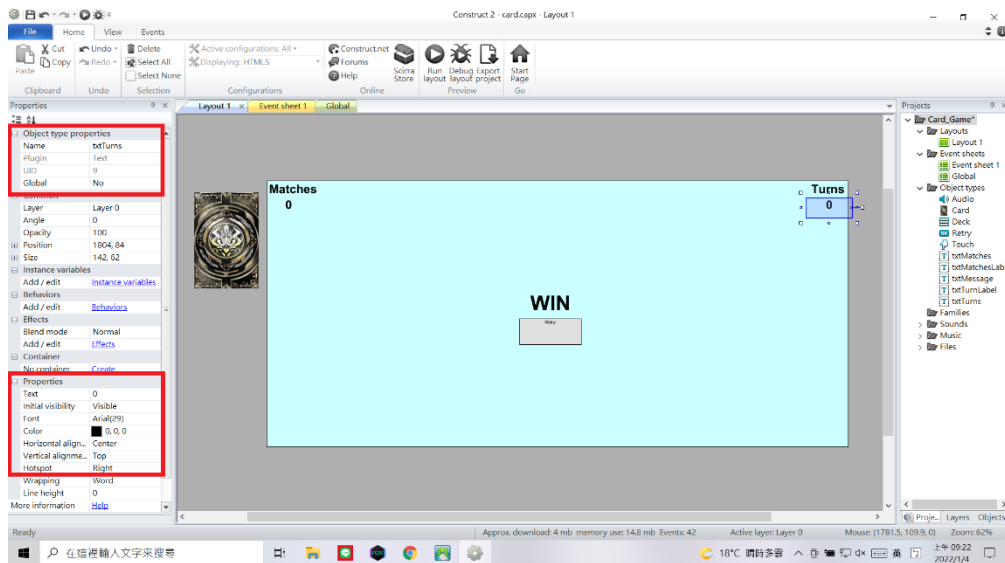 Construct 2 - card.capx - Layout 1
File Home View Events
Paste
Cut
Copy
Clipboard
Undo
Redo
Undo
Delete
Select All
Select None
Selection
Active configurations: All
Displaying: HTML5
Configurations
Construct.net
Forums
Help
Online
Scirra Store
Run layout
Debug layout
Export project
Preview
Start Page
Go
Properties
Object type properties
Name txtTurns
Plugin Text
UID 9
Global No
Common
Layer Layer 0
Angle 0
Opacity 100
Position 1804, 84
Size 142, 62
Instance variables
Add / edit Instance variables
Behaviors
Add / edit Behaviors
Effects
Blend mode Normal
Add / edit Effects
Container
No container Create
Properties
Text 0
Initial visibility Visible
Font Arial(29)
Color 0, 0, 0
Horizontal align... Center
Vertical alignme... Top
Hotspot Right
Wrapping Word
Line height 0
More information Help
Layout 1 Event sheet 1 Global
Matches
0
Turns
0
WIN
Retry
Projects
Card_Game*
Layouts
Layout 1
Event sheets
Event sheet 1
Global
Object types
Audio
Card
Deck
Retry
Touch
txtMatches
txtMatchesLab
txtMessage
txtTurnLabel
txtTurns
Families
Sounds
Music
Files
Proje... Layers Objects
Ready
Approx. download: 4 mb memory use: 14.8 mb Events: 42 Active layer: Layer 0 Mouse: (1781.5, 109.9, 0) Zoom: 62%
在這裡輸入文字來搜尋
18°C 晴時多雲
英
上午 09:22
2022/1/4